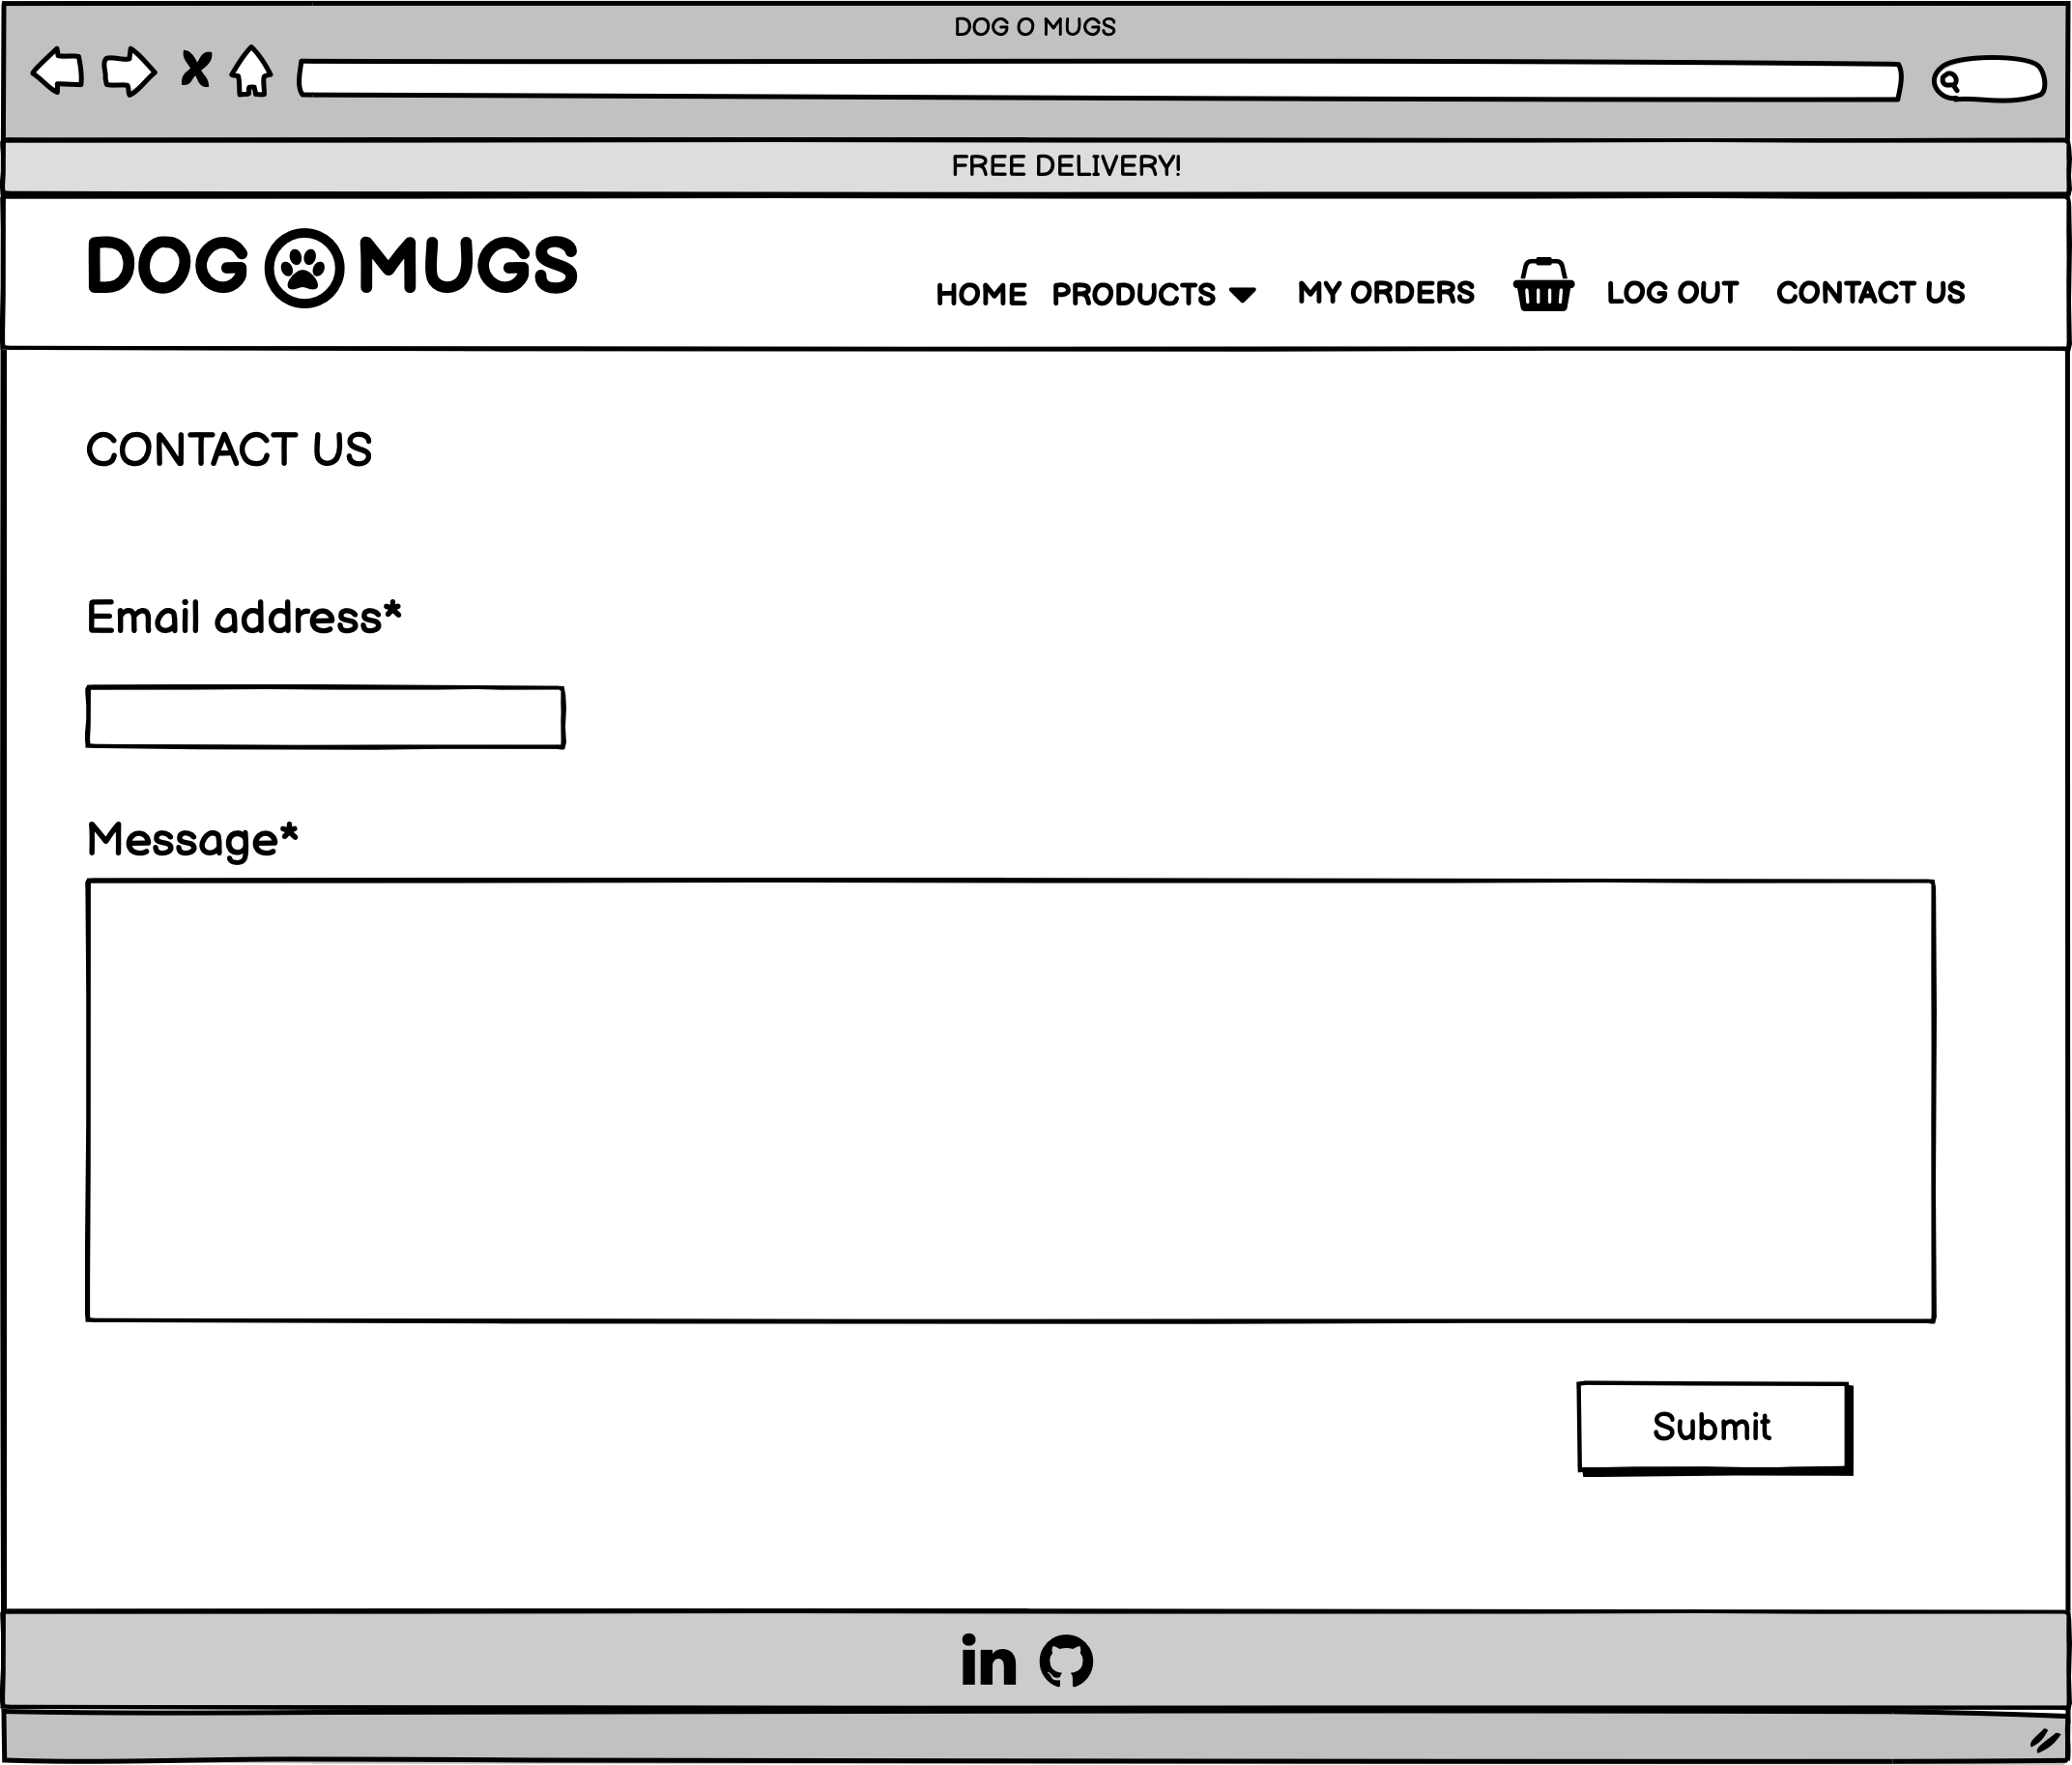 DOG O MUGS
FREE DELIVERY!
DOG MUGS
HOME PRODUCTS MY ORDERS LOG OUT CONTACT US
CONTACT US
Email address*
Message*
Submit
in